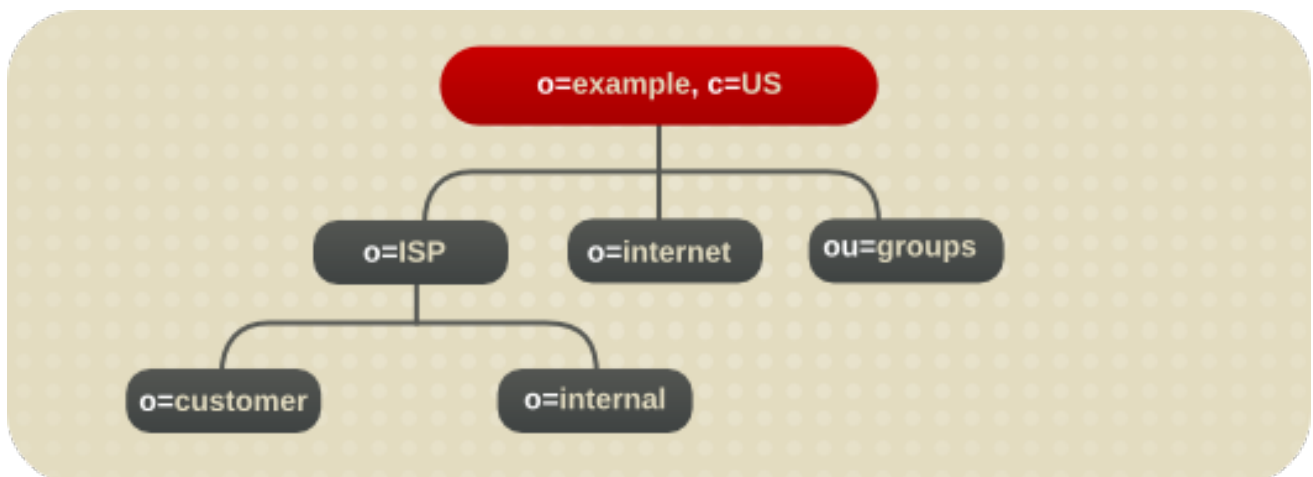 o=example, c=US
o=ISP
o=internet
ou=groups
o=customer
o=internal